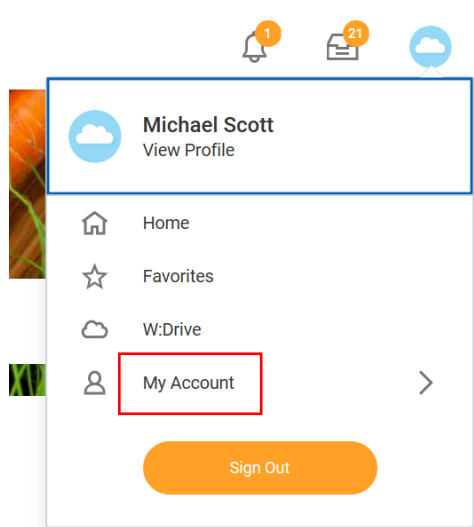 1
21
Michael Scott
View Profile
Home
Favorites
W:Drive
My Account
Sign Out